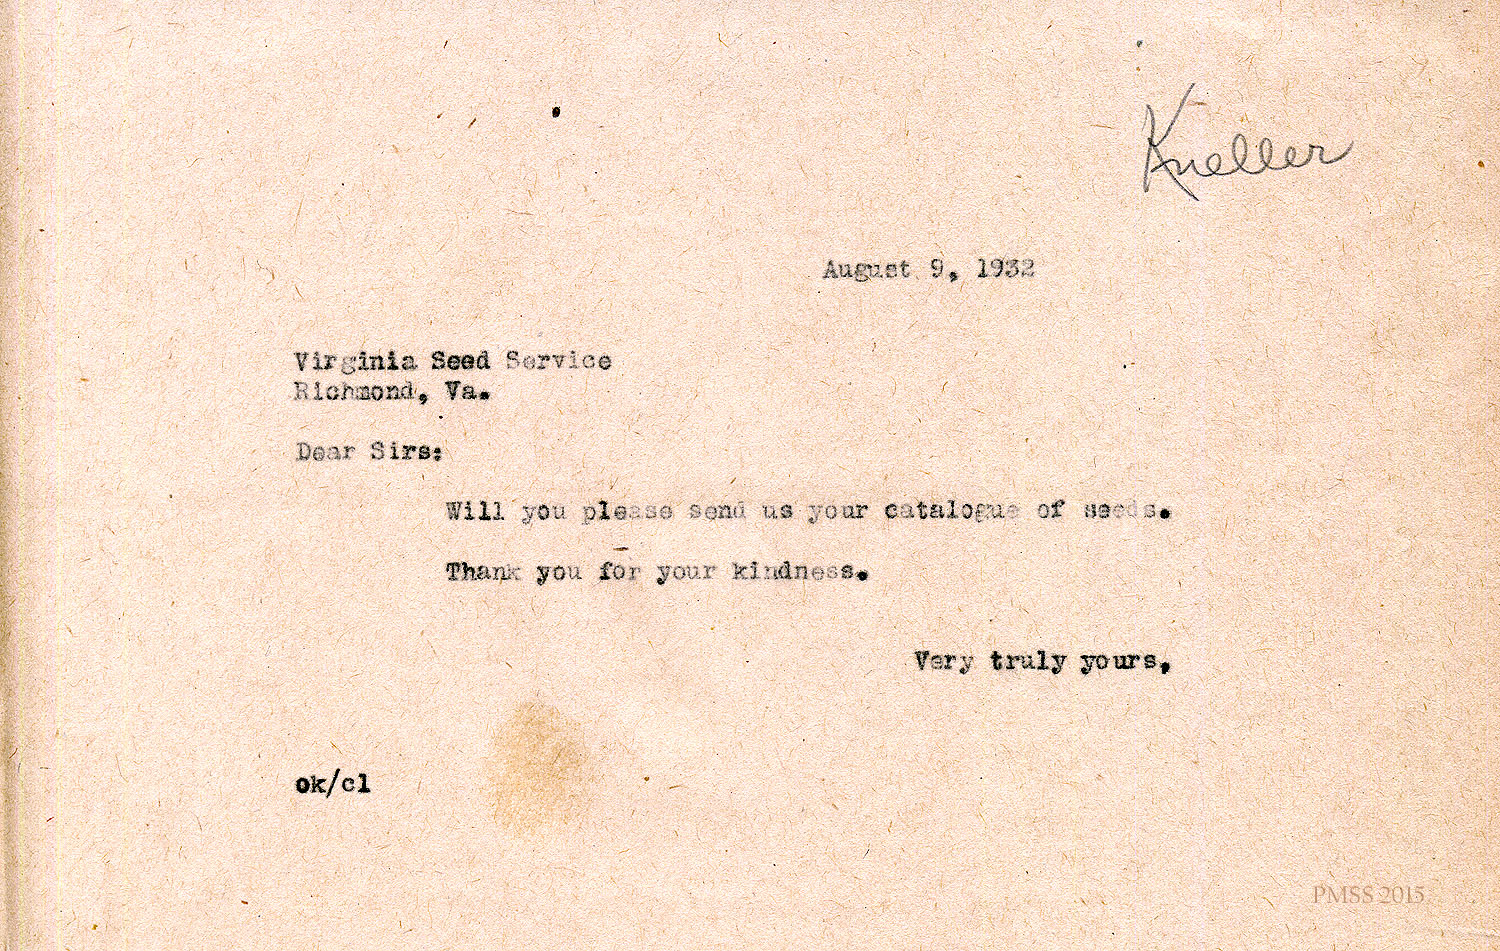 Kneller
August 9, 1932
Virginia Seed Service
Richmond, Va.
Dear Sirs:
Will you please send us your catalogue of seeds.
Thank you for your kindness.
Very truly yours,
ok/cl
PMSS 2015